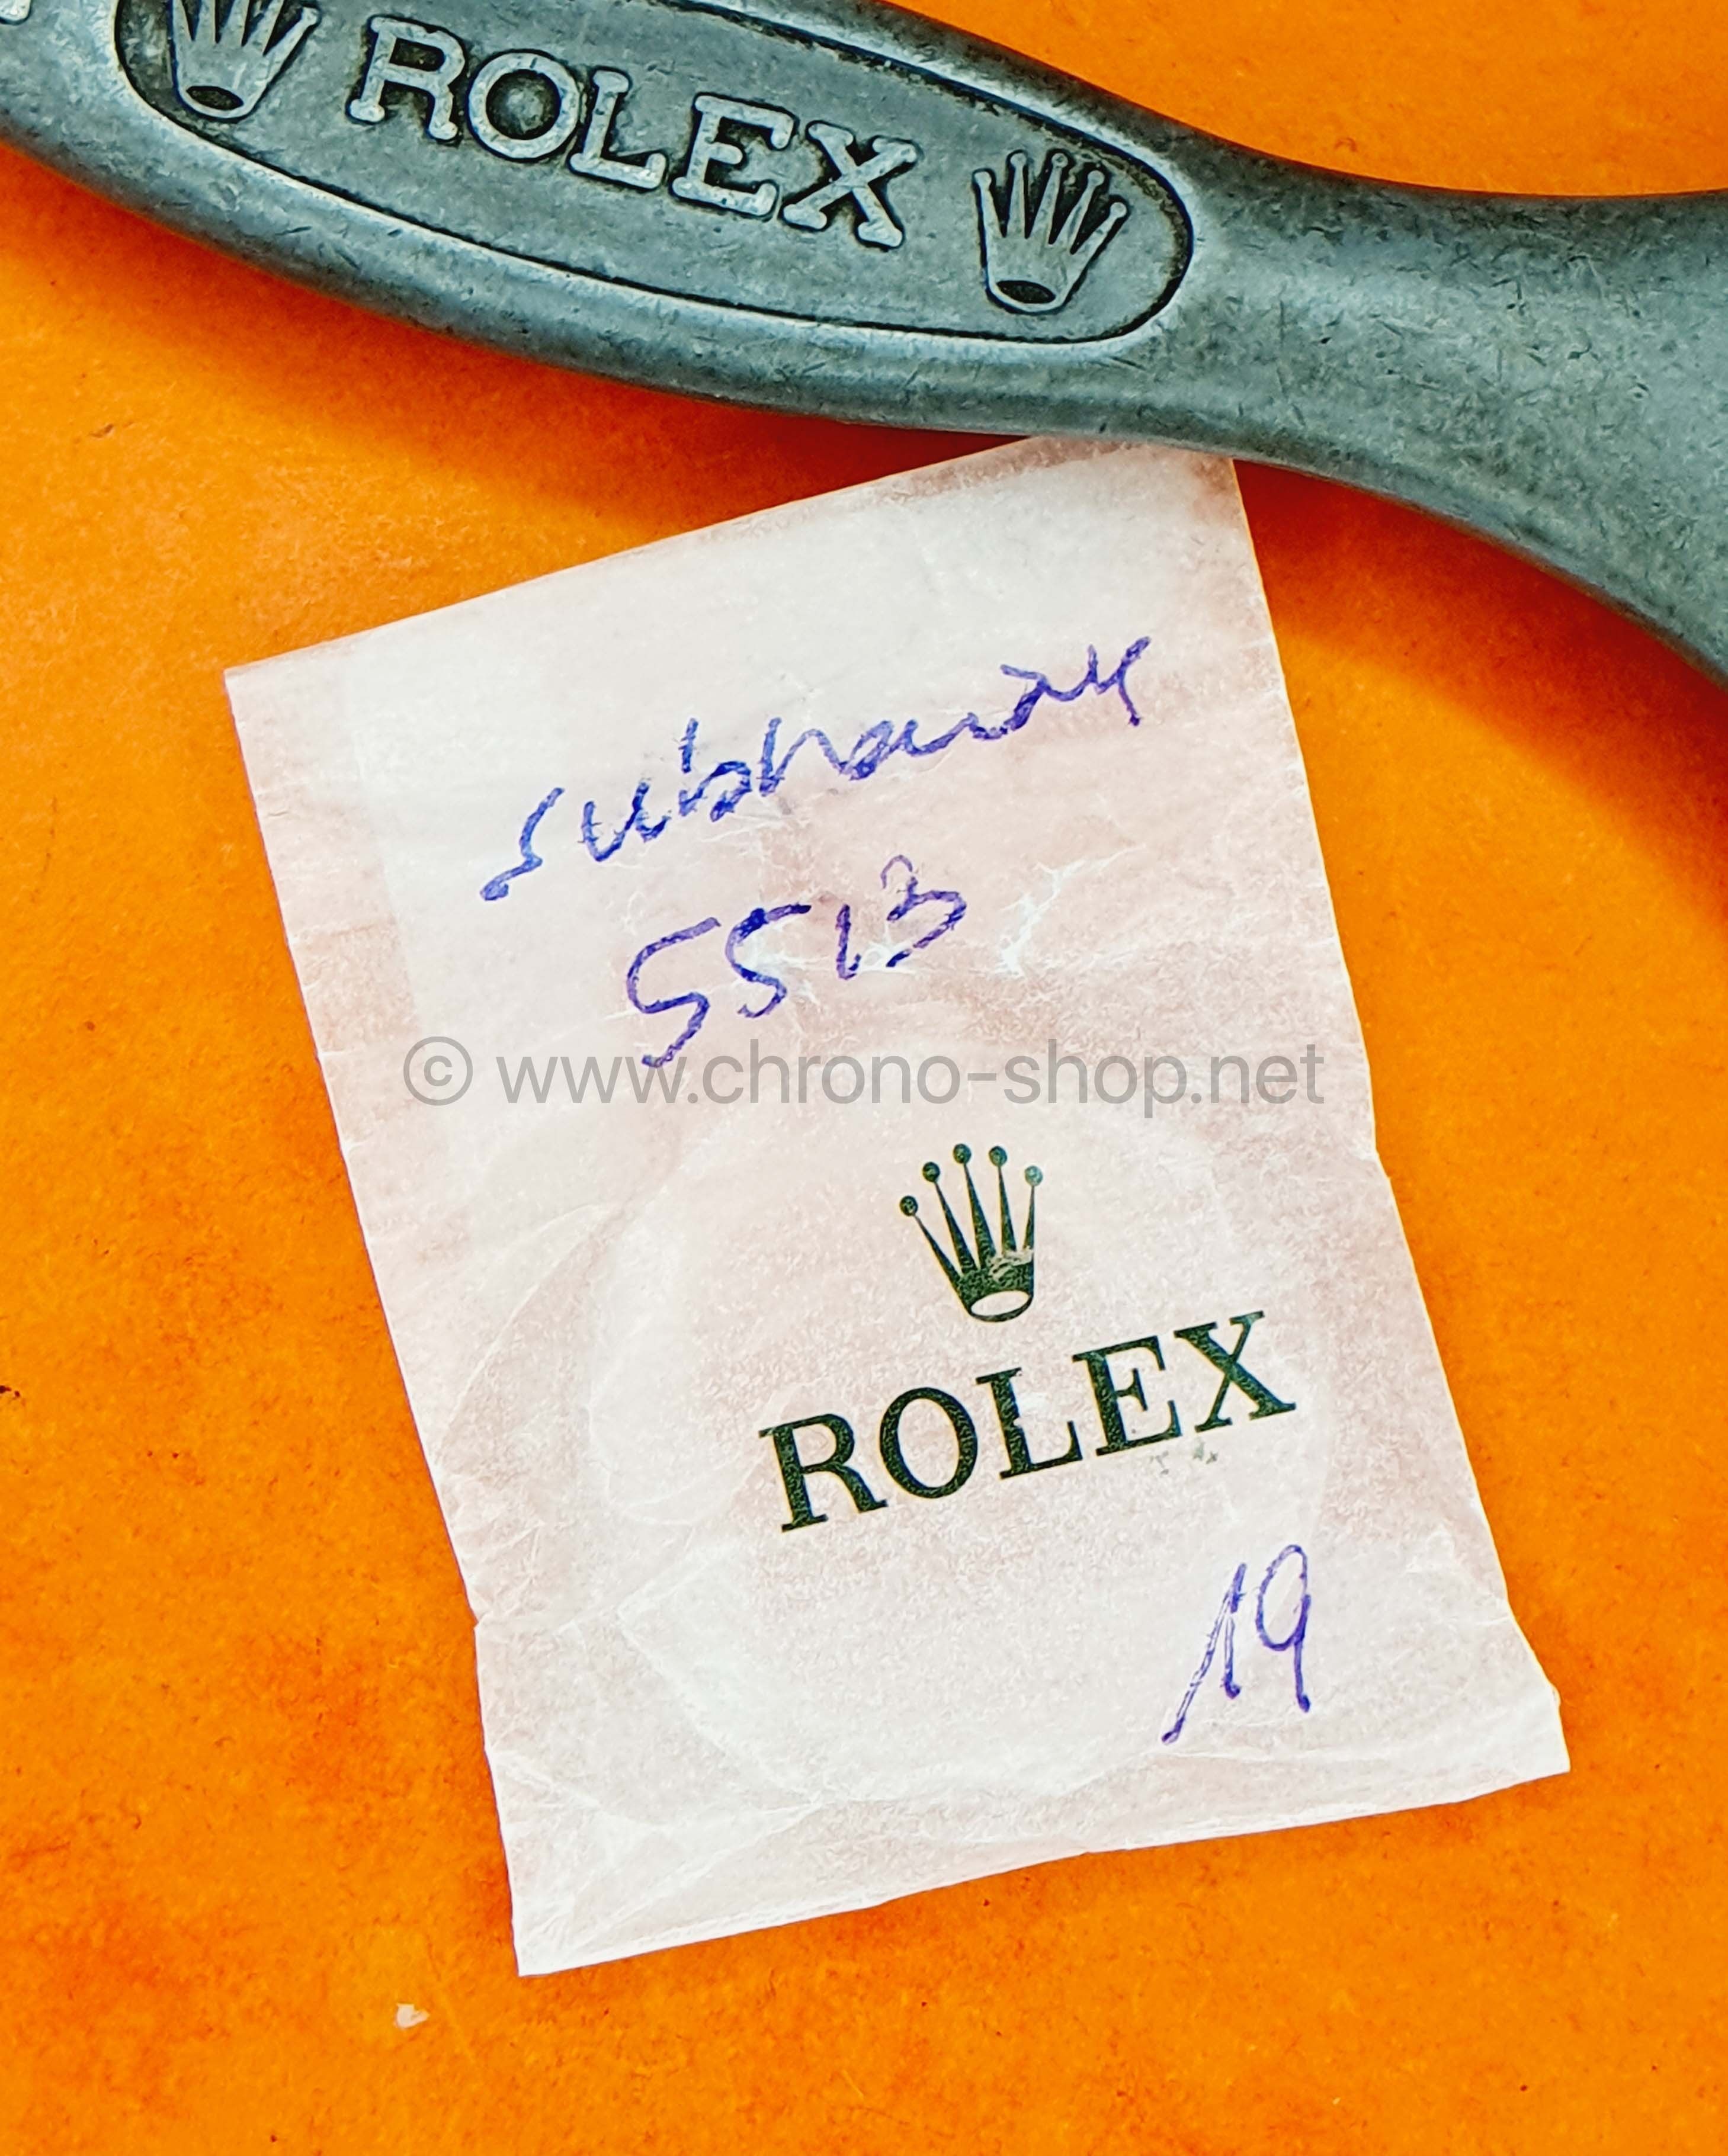 ROLEX
submariner
5513
© www.chrono-shop.net
ROLEX
19